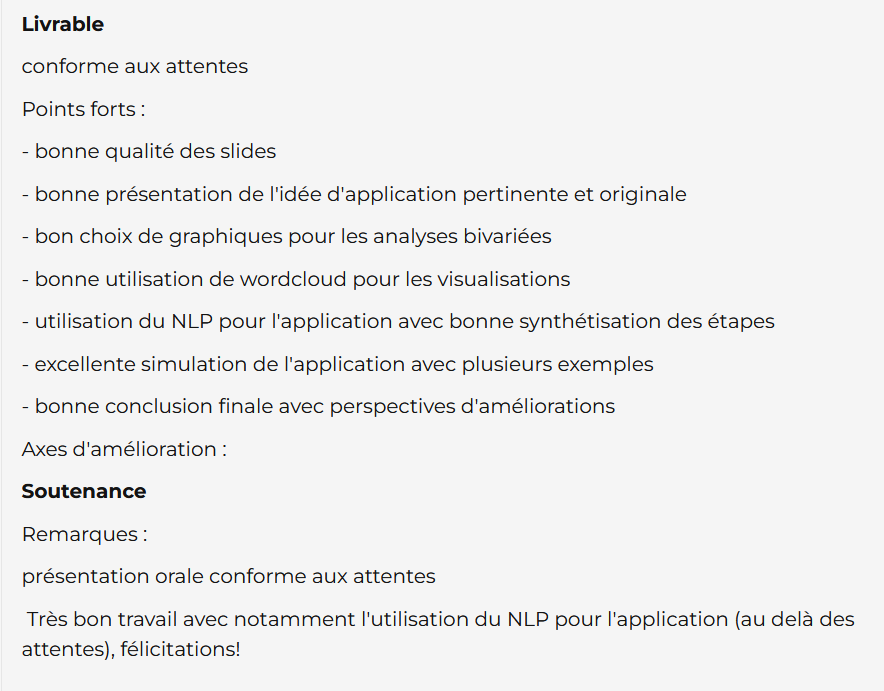 Livrable
conforme aux attentes
Points forts :
- bonne qualité des slides
- bonne présentation de l'idée d'application pertinente et originale
- bon choix de graphiques pour les analyses bivariées
- bonne utilisation de wordcloud pour les visualisations
- utilisation du NLP pour l'application avec bonne synthétisation des étapes
- excellente simulation de l'application avec plusieurs exemples
- bonne conclusion finale avec perspectives d'améliorations
Axes d'amélioration :
Soutenance
Remarques :
présentation orale conforme aux attentes
Très bon travail avec notamment l'utilisation du NLP pour l'application (au delà des
attentes), félicitations!